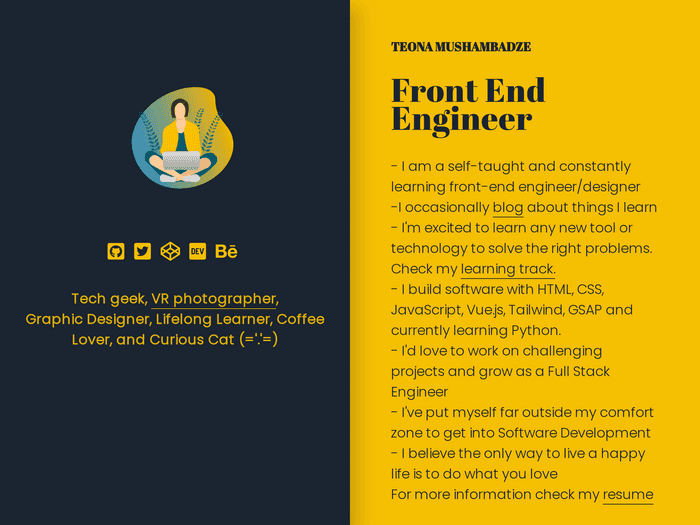 DEV
Bē
Tech geek, VR photographer,
Graphic Designer, Lifelong Learner, Coffee
Lover, and Curious Cat (='.'=)
TEONA MUSHAMBADZE
Front End
Engineer
- I am a self-taught and constantly
learning front-end engineer/designer
-I occasionally blog about things I learn
- I'm excited to learn any new tool or
technology to solve the right problems.
Check my learning track.
- I build software with HTML, CSS,
JavaScript, Vue.js, Tailwind, GSAP and
currently learning Python.
- I'd love to work on challenging
projects and grow as a Full Stack
Engineer
- I've put myself far outside my comfort
zone to get into Software Development
- I believe the only way to live a happy
life is to do what you love
For more information check my resume